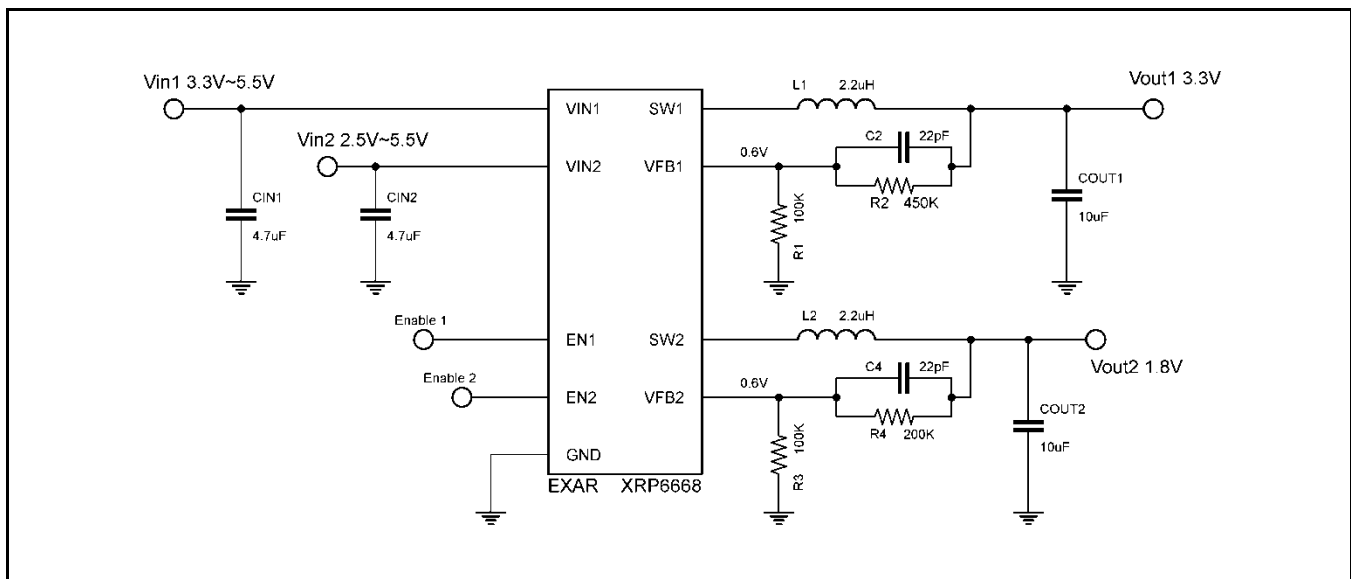 Vin1 3.3V~5.5V
VIN1
SW1
L1 2.2uH
Vout1 3.3V
Vin2 2.5V~5.5V
VIN2
VFB1
0.6V
C2 22pF
R2 450K
CIN1
4.7uF
CIN2
4.7uF
R1 100K
COUT1
10uF
Enable 1
EN1
SW2
L2 2.2uH
Vout2 1.8V
Enable 2
EN2
VFB2
0.6V
C4 22pF
R4 200K
R3 100K
COUT2
10uF
GND
EXAR XRP6668